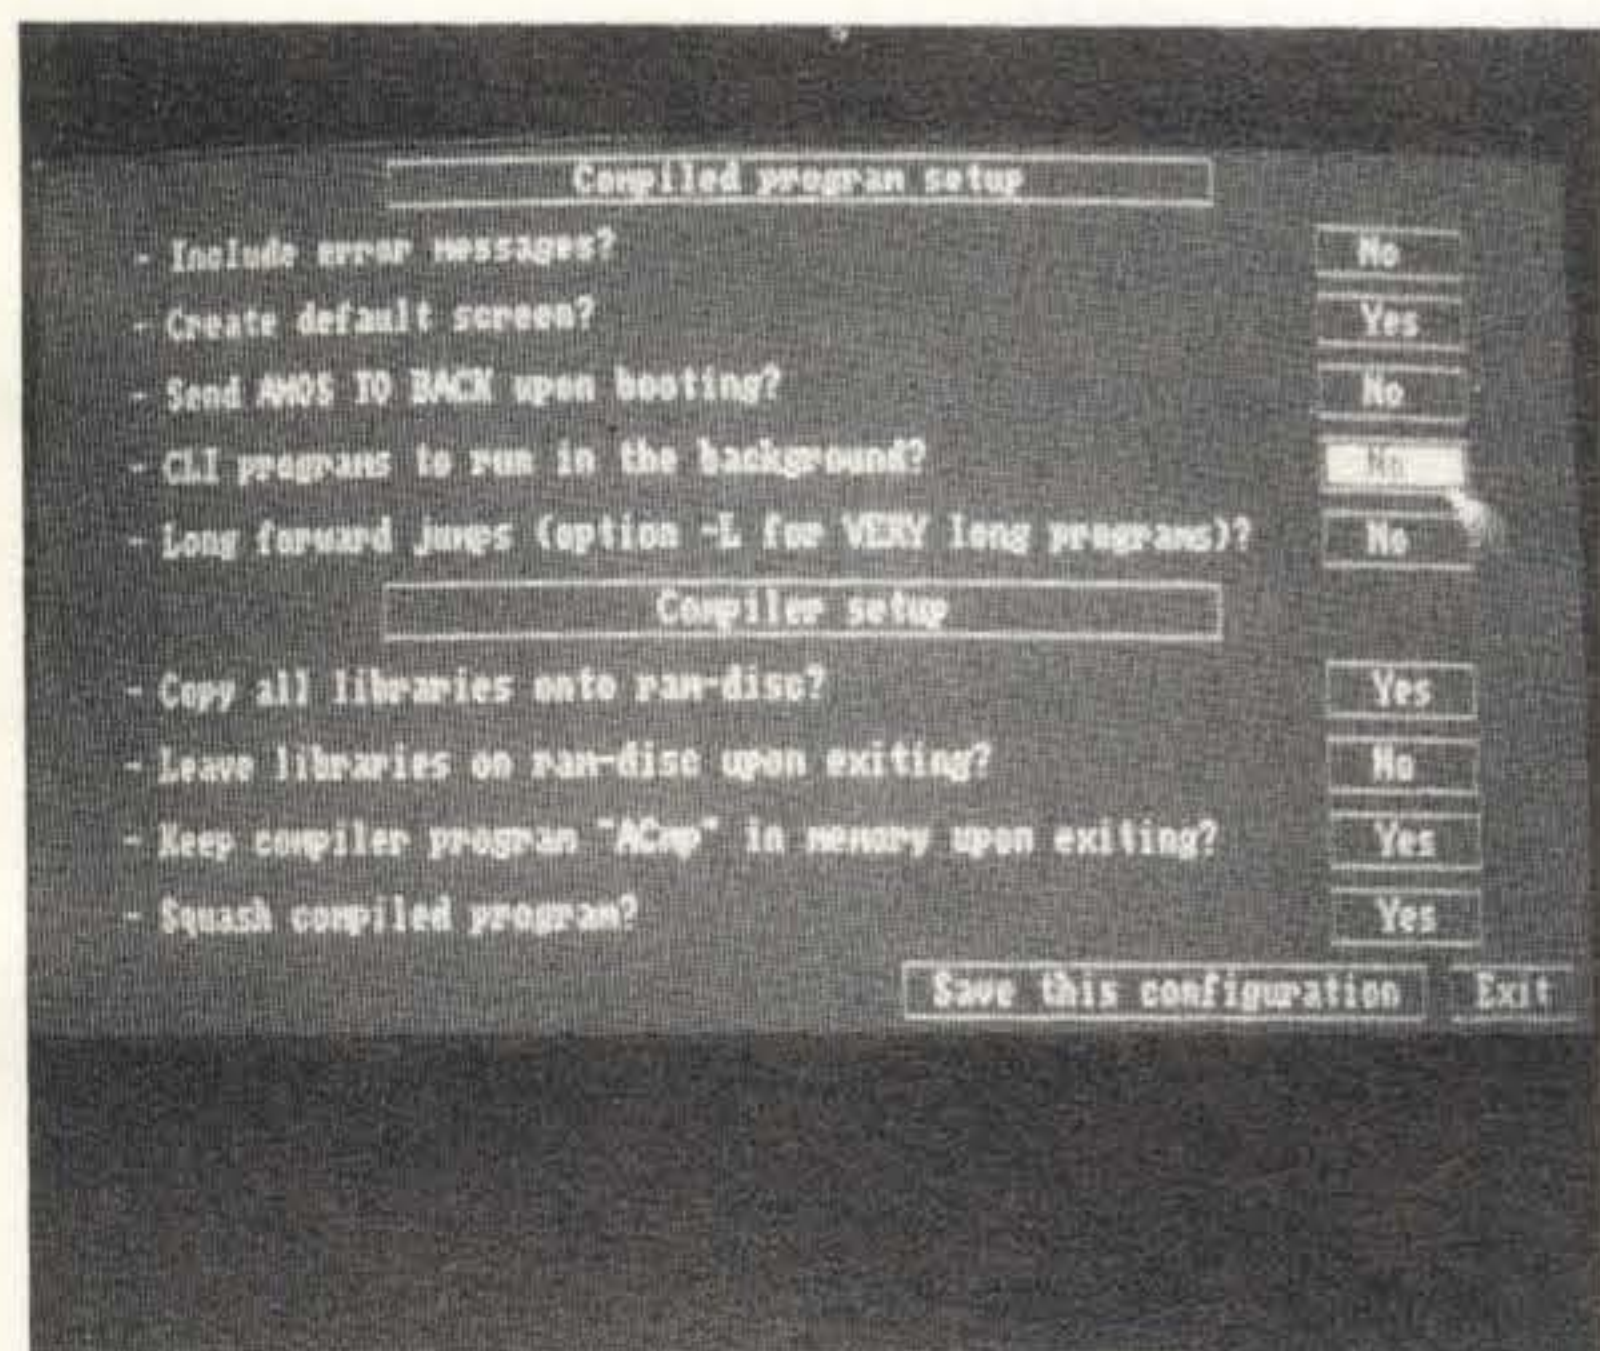 Compiled program setup
- Include error messages? No
- Create default screen? Yes
- Send AMOS TO BACK upon booting? No
- CLI programs to run in the background? No
- Long forward jumps (option -L for VERY long programs)? No
Compiler setup
- Copy all libraries onto ram-disc? Yes
- Leave libraries on ram-disc upon exiting? No
- Keep compiler program "ACmp" in memory upon exiting? Yes
- Squash compiled program? Yes
Save this configuration Exit